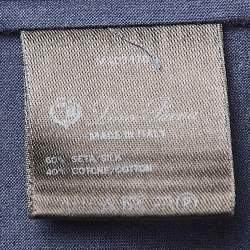 Loro Piana
MADE IN ITALY
60% SETA/SILK
40% COTONE/COTTON